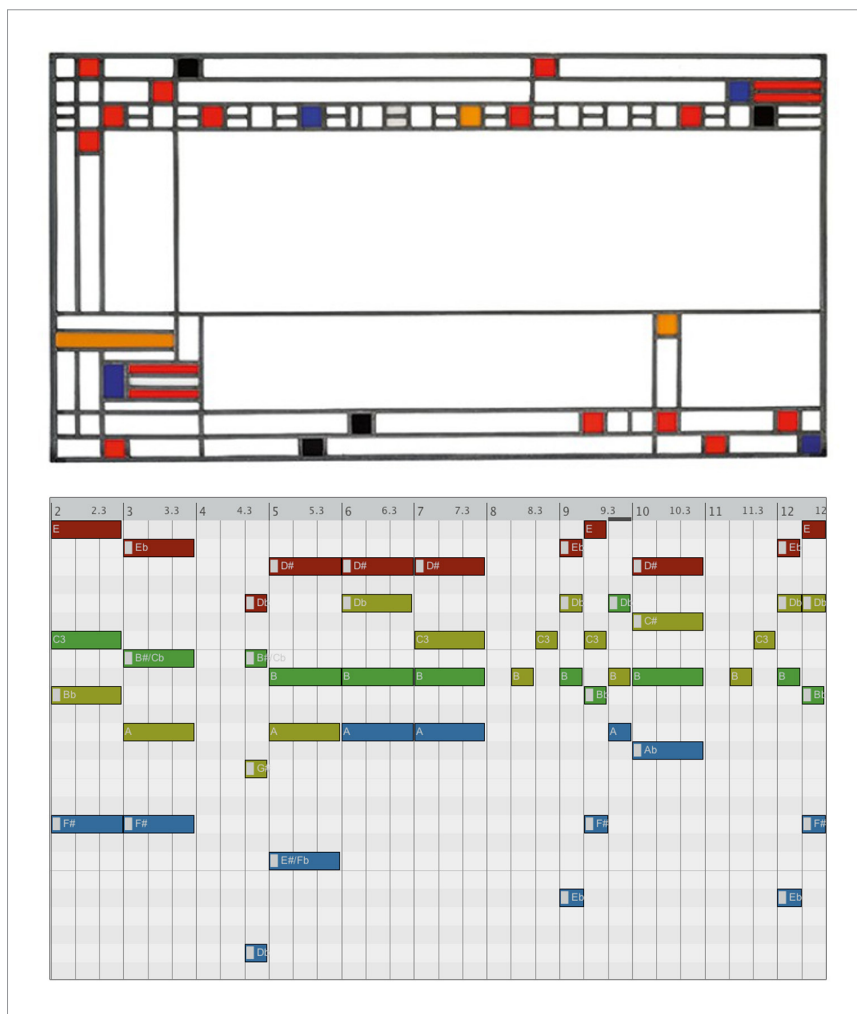 2 2.3 3 3.3 4 4.3 5 5.3 6 6.3 7 7.3 8 8.3 9 9.3 10 10.3 11 11.3 12 12
E E E
Eb Eb Eb
D# D# D# D#
Db Db Db Db Db Db
C#
C3 C3 C3 C3 C3
B#/Cb B#/Cb
B B B B B B B B B
Bb Bb Bb
A A A A A
Ab
G#
F# F# F# F#
E#/Fb
Eb Eb
Db